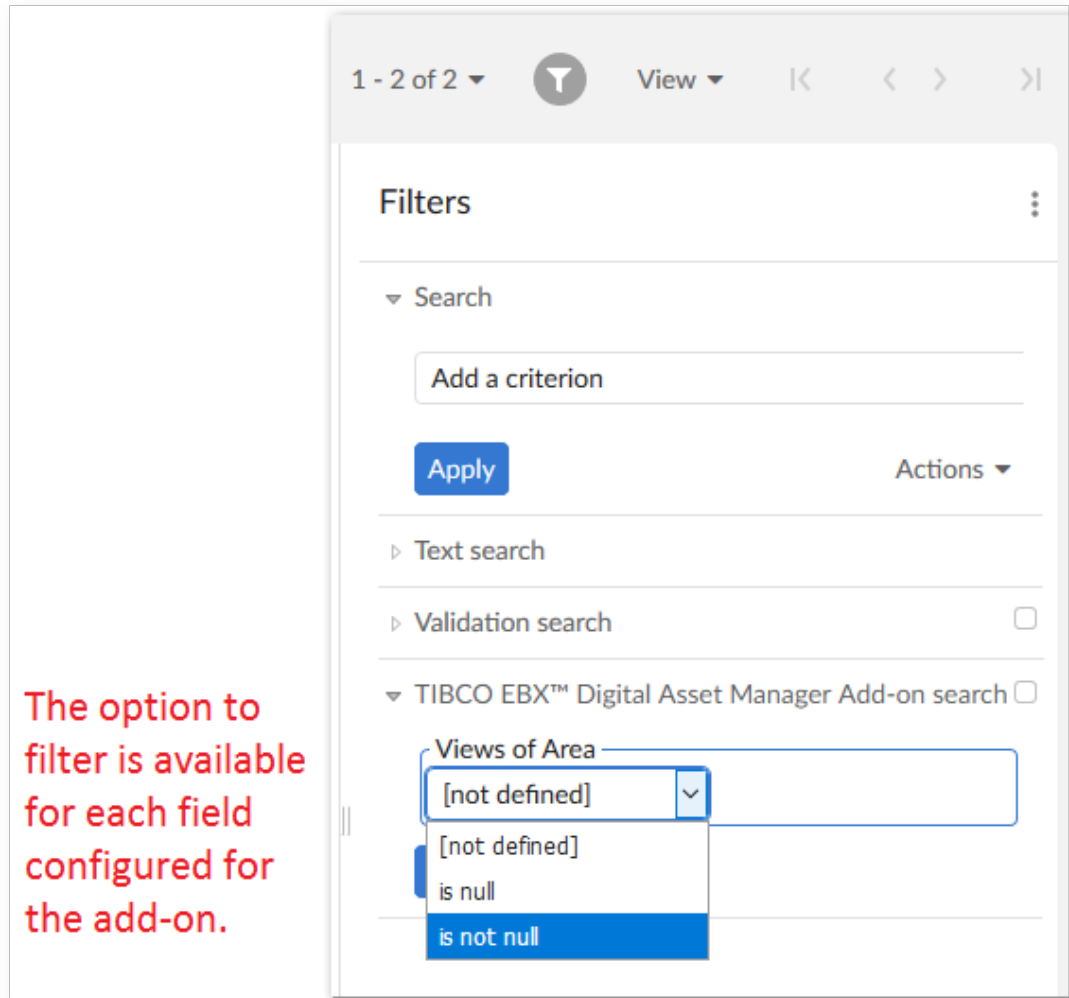 1 - 2 of 2
View
Filters
Search
Add a criterion
Apply
Actions
Text search
Validation search
TIBCO EBX™ Digital Asset Manager Add-on search
Views of Area
[not defined]
[not defined]
is null
is not null
The option to
filter is available
for each field
configured for
the add-on.